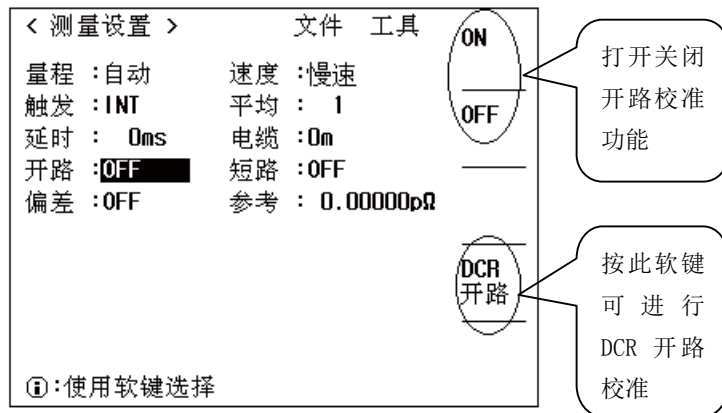 < 测量设置 > 文件 工具
量程 :自动 速度 :慢速
触发 :INT 平均 : 1
延时 : 0ms 电缆 :0m
开路 :OFF 短路 :OFF
偏差 :OFF 参考 : 0.00000pΩ
ⓘ:使用软键选择
ON
OFF
DCR
开路
打开关闭
开路校准
功能
按此软键
可进行
DCR 开路
校准